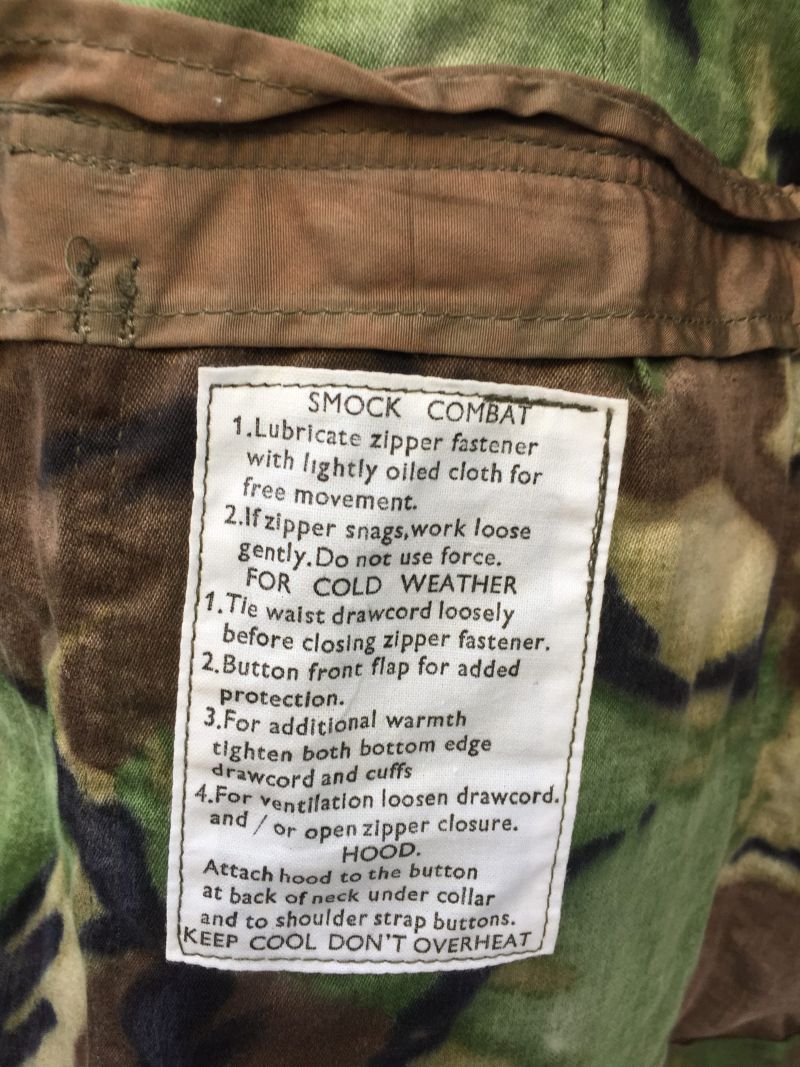 SMOCK COMBAT
1.Lubricate zipper fastener
with lightly oiled cloth for
free movement.
2.If zipper snags,work loose
gently.Do not use force.
FOR COLD WEATHER
1.Tie waist drawcord loosely
before closing zipper fastener.
2.Button front flap for added
protection.
3.For additional warmth
tighten both bottom edge
drawcord and cuffs
4.For ventilation loosen drawcord.
and / or open zipper closure.
HOOD.
Attach hood to the button
at back of neck under collar
and to shoulder strap buttons.
KEEP COOL DON'T OVERHEAT